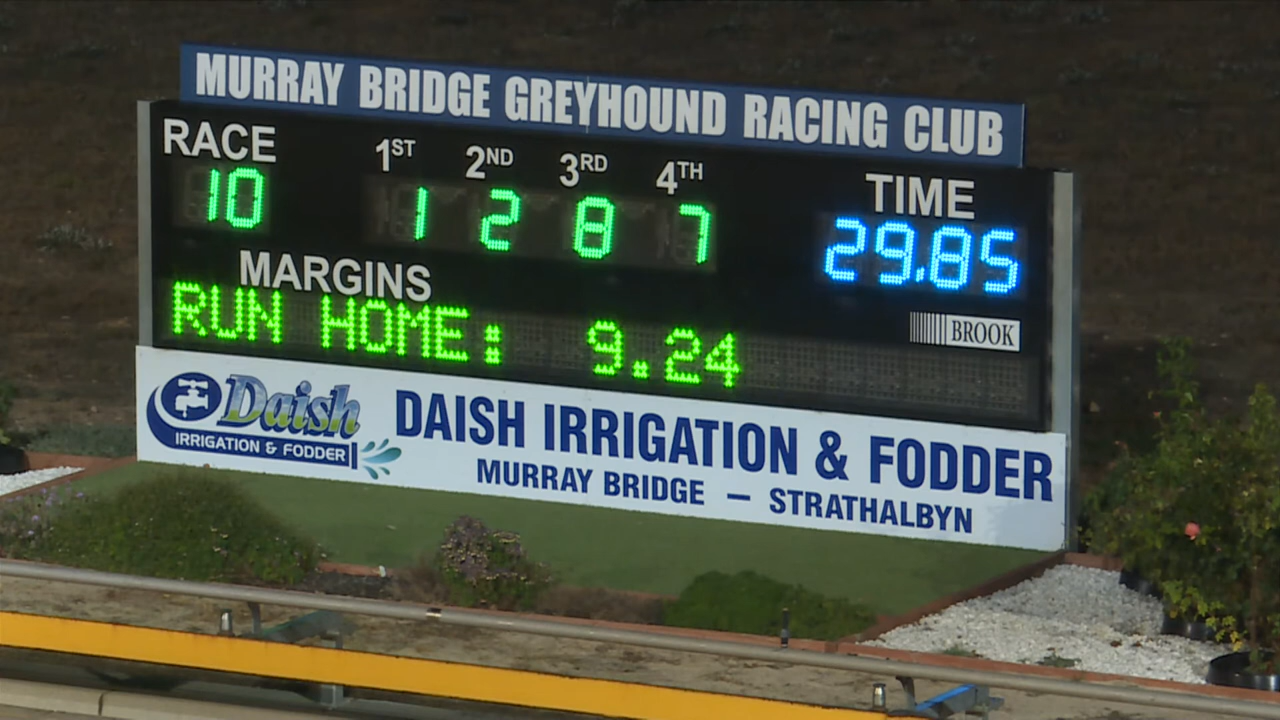 MURRAY BRIDGE GREYHOUND RACING CLUB
RACE 1ST 2ND 3RD 4TH TIME
10 1 2 8 7 29.85
MARGINS
RUN HOME: 9.24
BROOK
Daish
IRRIGATION & FODDER
DAISH IRRIGATION & FODDER
MURRAY BRIDGE — STRATHALBYN